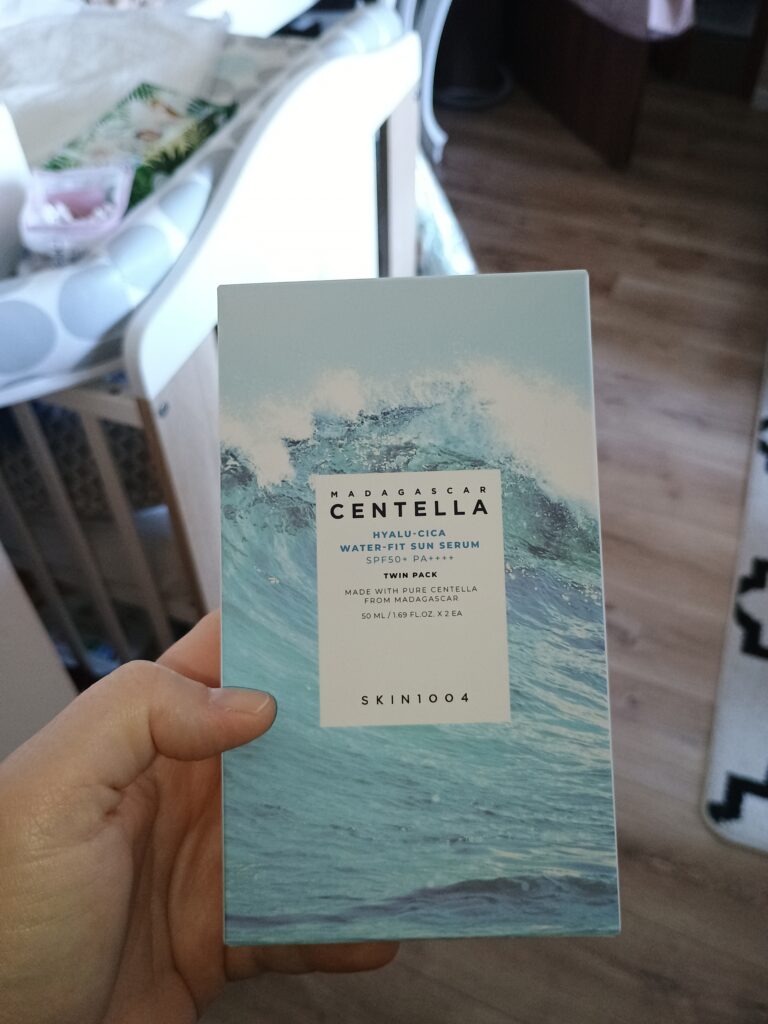 MADAGASCAR
CENTELLA
HYALU-CICA
WATER-FIT SUN SERUM
SPF50+ PA++++
TWIN PACK
MADE WITH PURE CENTELLA
FROM MADAGASCAR
50 ML / 1.69 FL.OZ. X 2 EA
SKIN1004